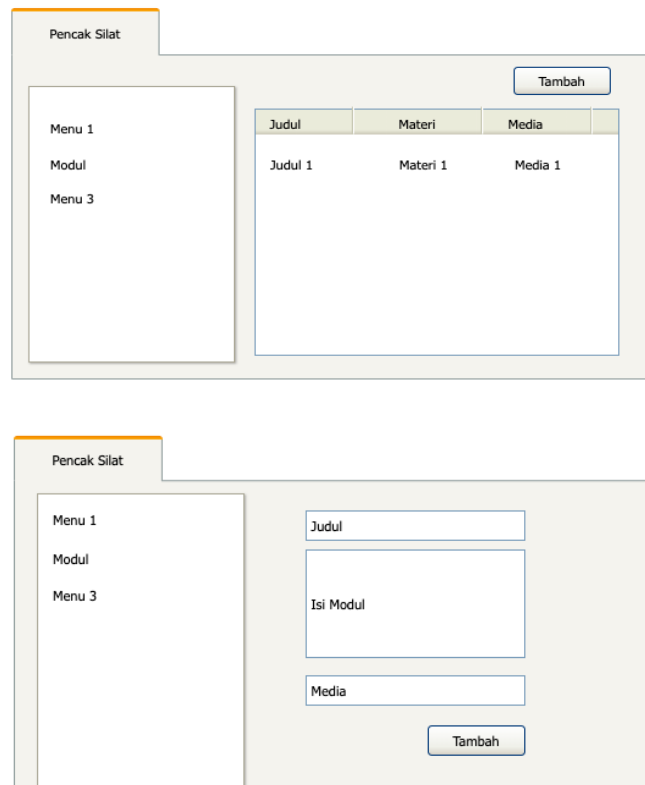 Pencak Silat
Tambah
Menu 1
Modul
Menu 3
Judul Materi Media
Judul 1 Materi 1 Media 1
Pencak Silat
Menu 1
Modul
Menu 3
Judul
Isi Modul
Media
Tambah